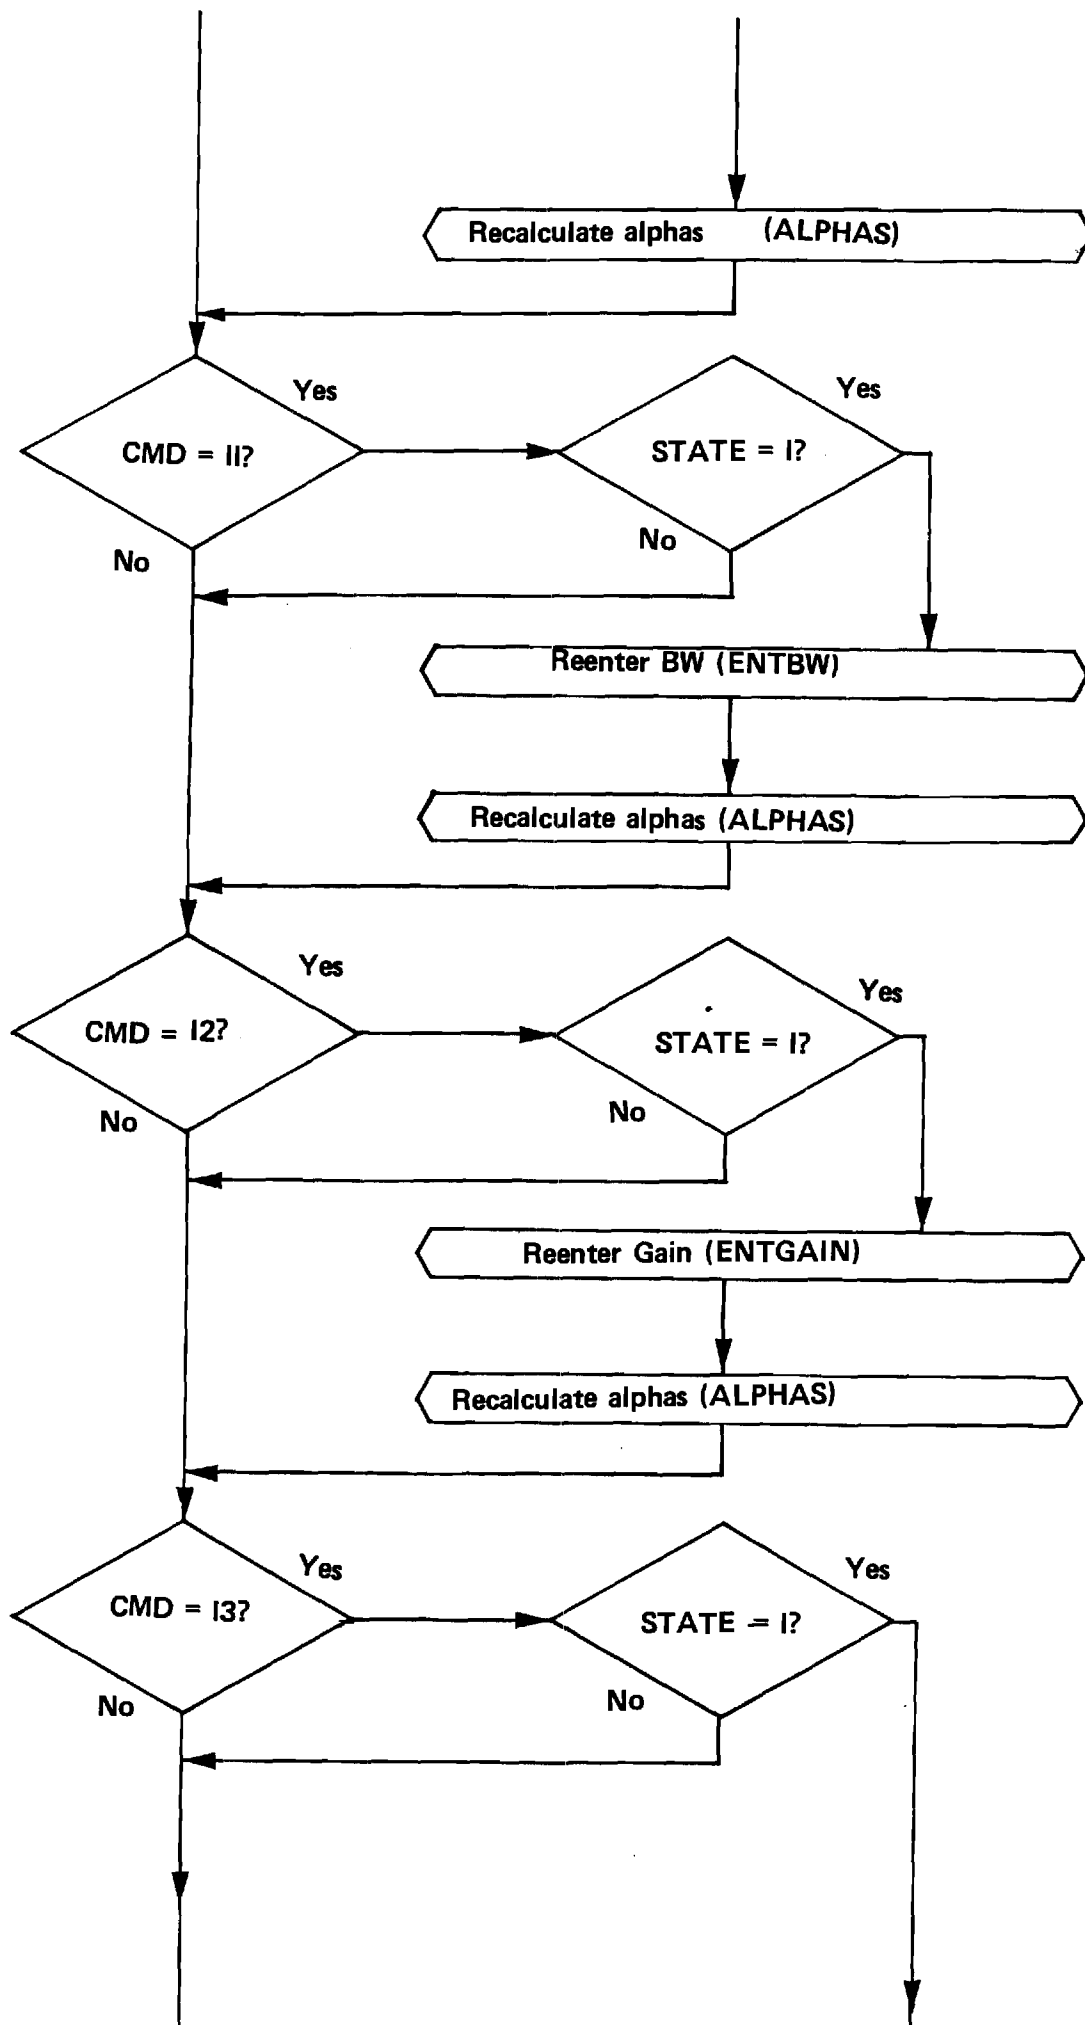 Recalculate alphas (ALPHAS)
Yes
Yes
CMD = 11?
STATE = 1?
No
No
Reenter BW (ENTBW)
Recalculate alphas (ALPHAS)
Yes
Yes
CMD = 12?
STATE = 1?
No
No
Reenter Gain (ENTGAIN)
Recalculate alphas (ALPHAS)
Yes
Yes
CMD = 13?
STATE = 1?
No
No